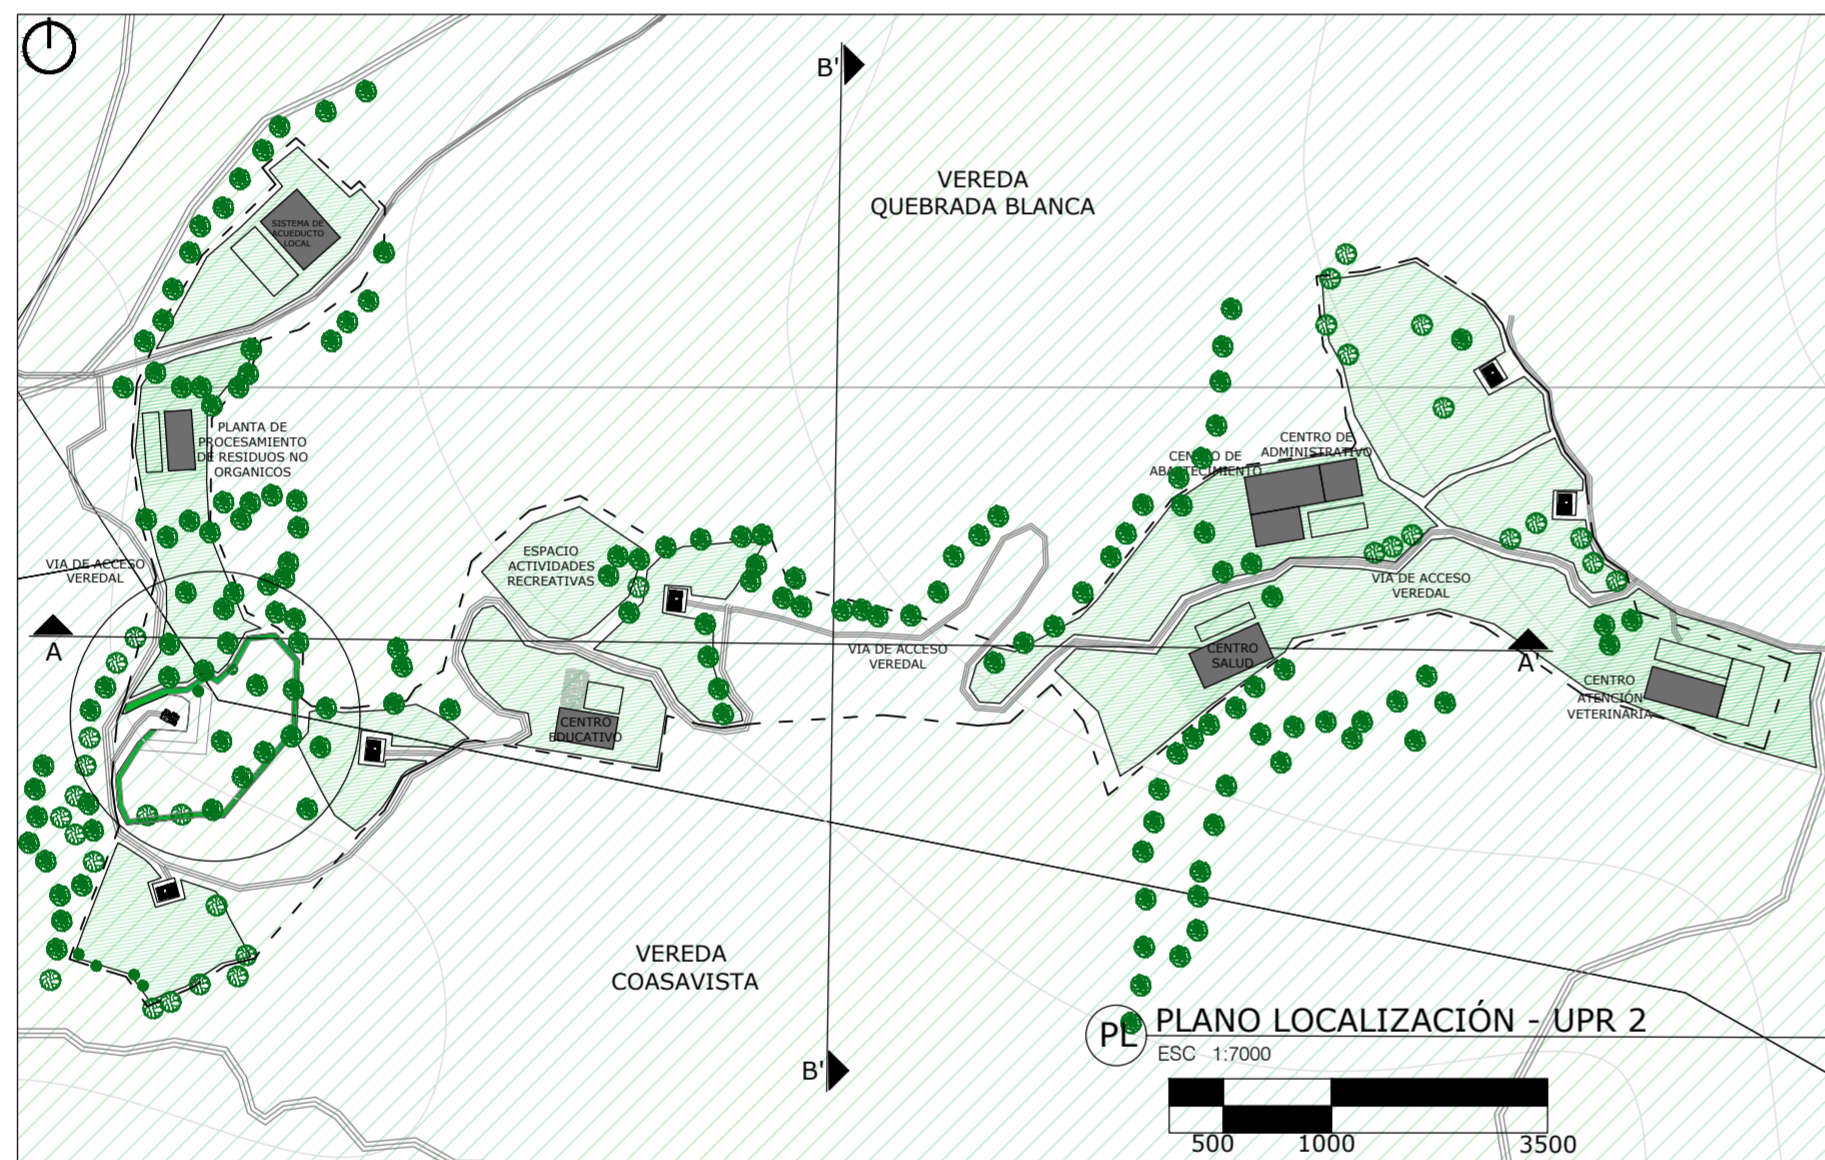 B'
VEREDA
QUEBRADA BLANCA
SISTEMA DE
ACUEDUCTO
LOCAL
PLANTA DE
PROCESAMIENTO
DE RESIDUOS NO
ORGANICOS
CENTRO DE
ADMINISTRATIVO
CENTRO DE
ABASTECIMIENTO
ESPACIO
ACTIVIDADES
RECREATIVAS
VIA DE ACCESO
VEREDAL
VIA DE ACCESO
VEREDAL
A
VIA DE ACCESO
VEREDAL
CENTRO
SALUD
A'
CENTRO
ATENCIÓN
VETERINARIA
CENTRO
EDUCATIVO
VEREDA
COASAVISTA
PL
PLANO LOCALIZACIÓN - UPR 2
ESC 1:7000
B'
500 1000 3500